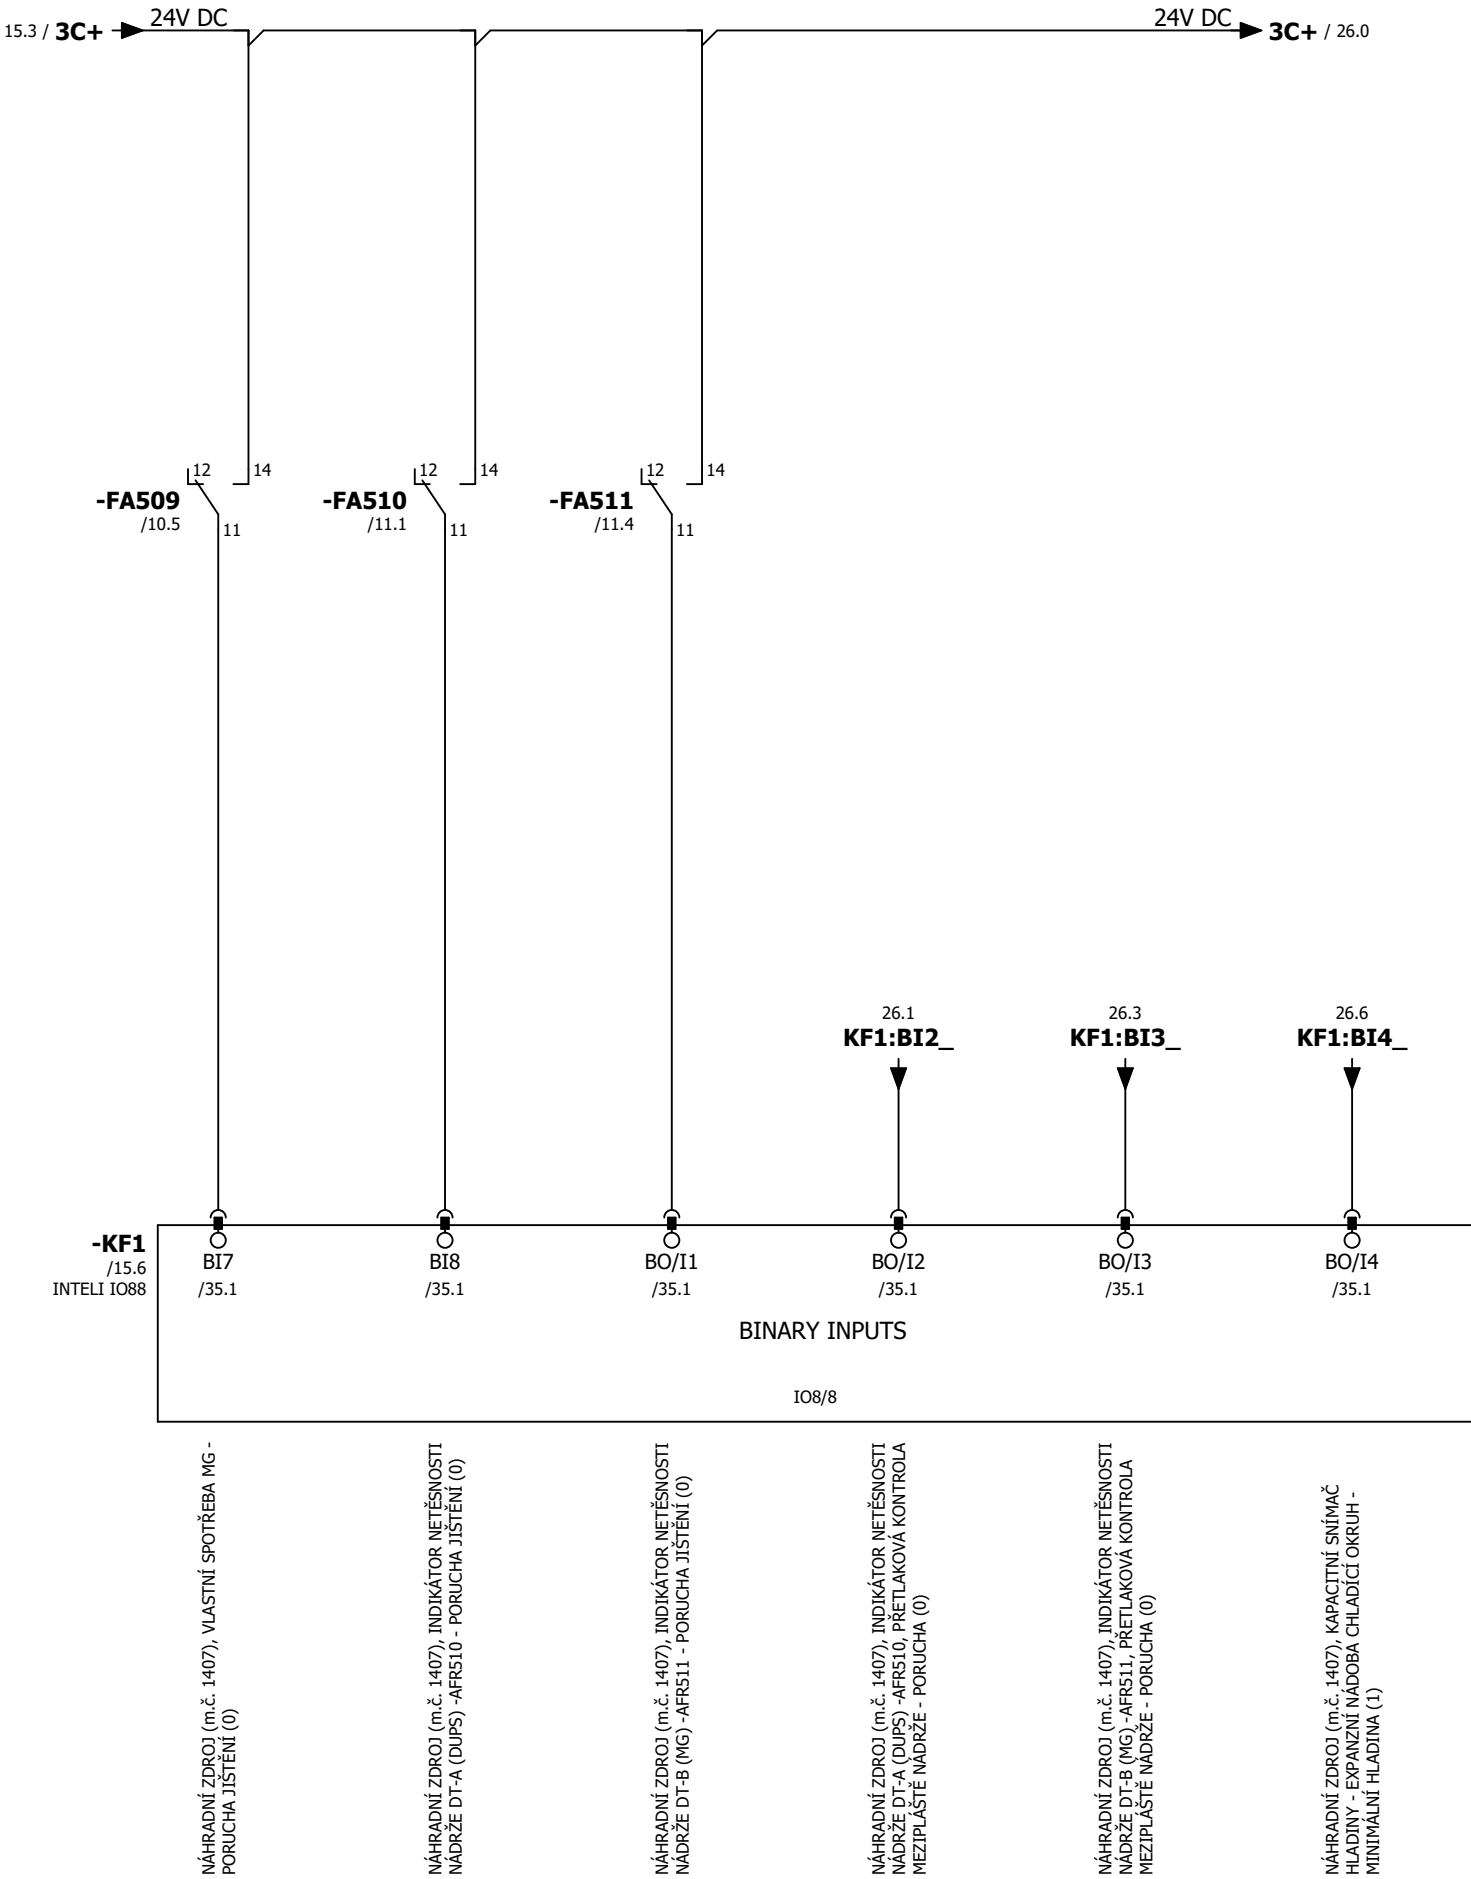 15.3 / 3C+ 24V DC 24V DC 3C+ / 26.0
12 14 12 14 12 14
-FA509 -FA510 -FA511
/10.5 /11.1 /11.4
11 11 11
26.1 26.3 26.6
KF1:BI2_ KF1:BI3_ KF1:BI4_
-KF1
/15.6
INTELI IO88
BI7 BI8 BO/I1 BO/I2 BO/I3 BO/I4
/35.1 /35.1 /35.1 /35.1 /35.1 /35.1
BINARY INPUTS
IO8/8
NÁHRADNÍ ZDROJ (m.č. 1407), VLASTNÍ SPOTŘEBA MG -
PORUCHA JIŠTĚNÍ (0)
NÁHRADNÍ ZDROJ (m.č. 1407), INDIKÁTOR NETĚSNOSTI
NÁDRŽE DT-A (DUPS) -AFR510 - PORUCHA JIŠTĚNÍ (0)
NÁHRADNÍ ZDROJ (m.č. 1407), INDIKÁTOR NETĚSNOSTI
NÁDRŽE DT-B (MG) -AFR511 - PORUCHA JIŠTĚNÍ (0)
NÁHRADNÍ ZDROJ (m.č. 1407), INDIKÁTOR NETĚSNOSTI
NÁDRŽE DT-A (DUPS) -AFR510, PŘETLAKOVÁ KONTROLA
MEZIPLÁŠTĚ NÁDRŽE - PORUCHA (0)
NÁHRADNÍ ZDROJ (m.č. 1407), INDIKÁTOR NETĚSNOSTI
NÁDRŽE DT-B (MG) -AFR511, PŘETLAKOVÁ KONTROLA
MEZIPLÁŠTĚ NÁDRŽE - PORUCHA (0)
NÁHRADNÍ ZDROJ (m.č. 1407), KAPACITNÍ SNÍMAČ
HLADINY - EXPANZNÍ NÁDOBA CHLADÍCÍ OKRUH -
MINIMÁLNÍ HLADINA (1)